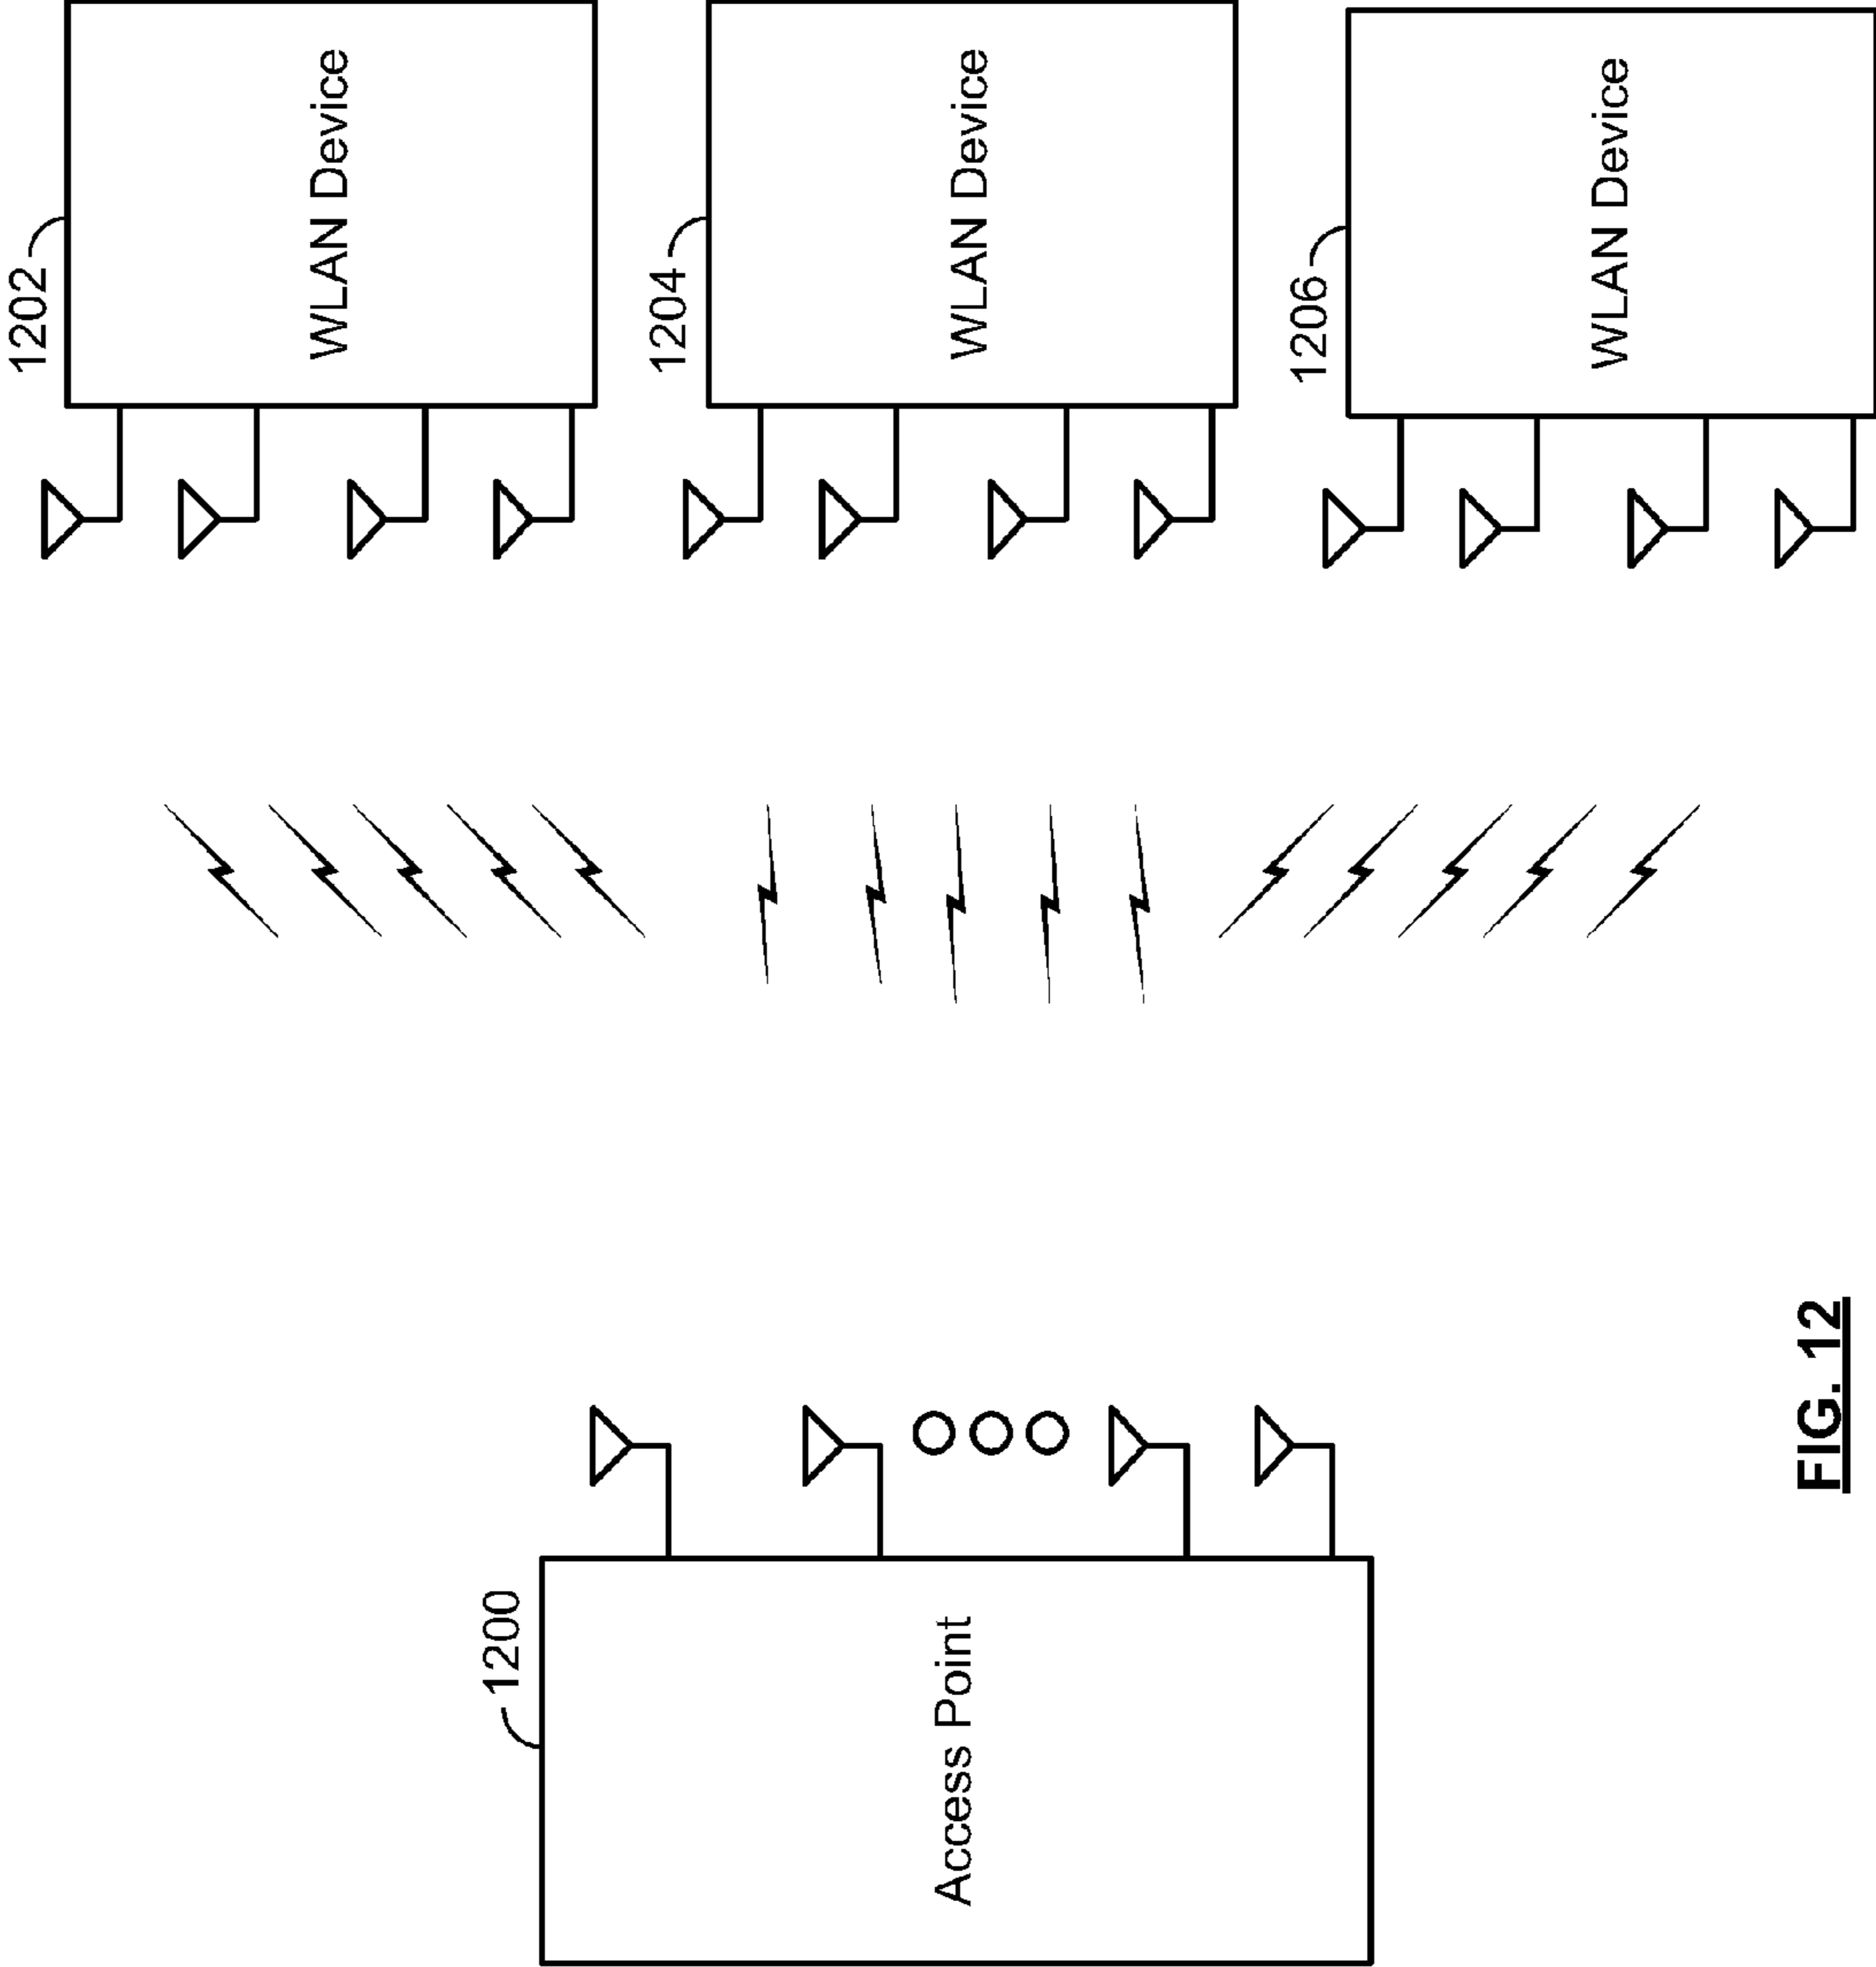 1202
WLAN Device
1204
WLAN Device
1206
WLAN Device
1200
Access Point
FIG. 12